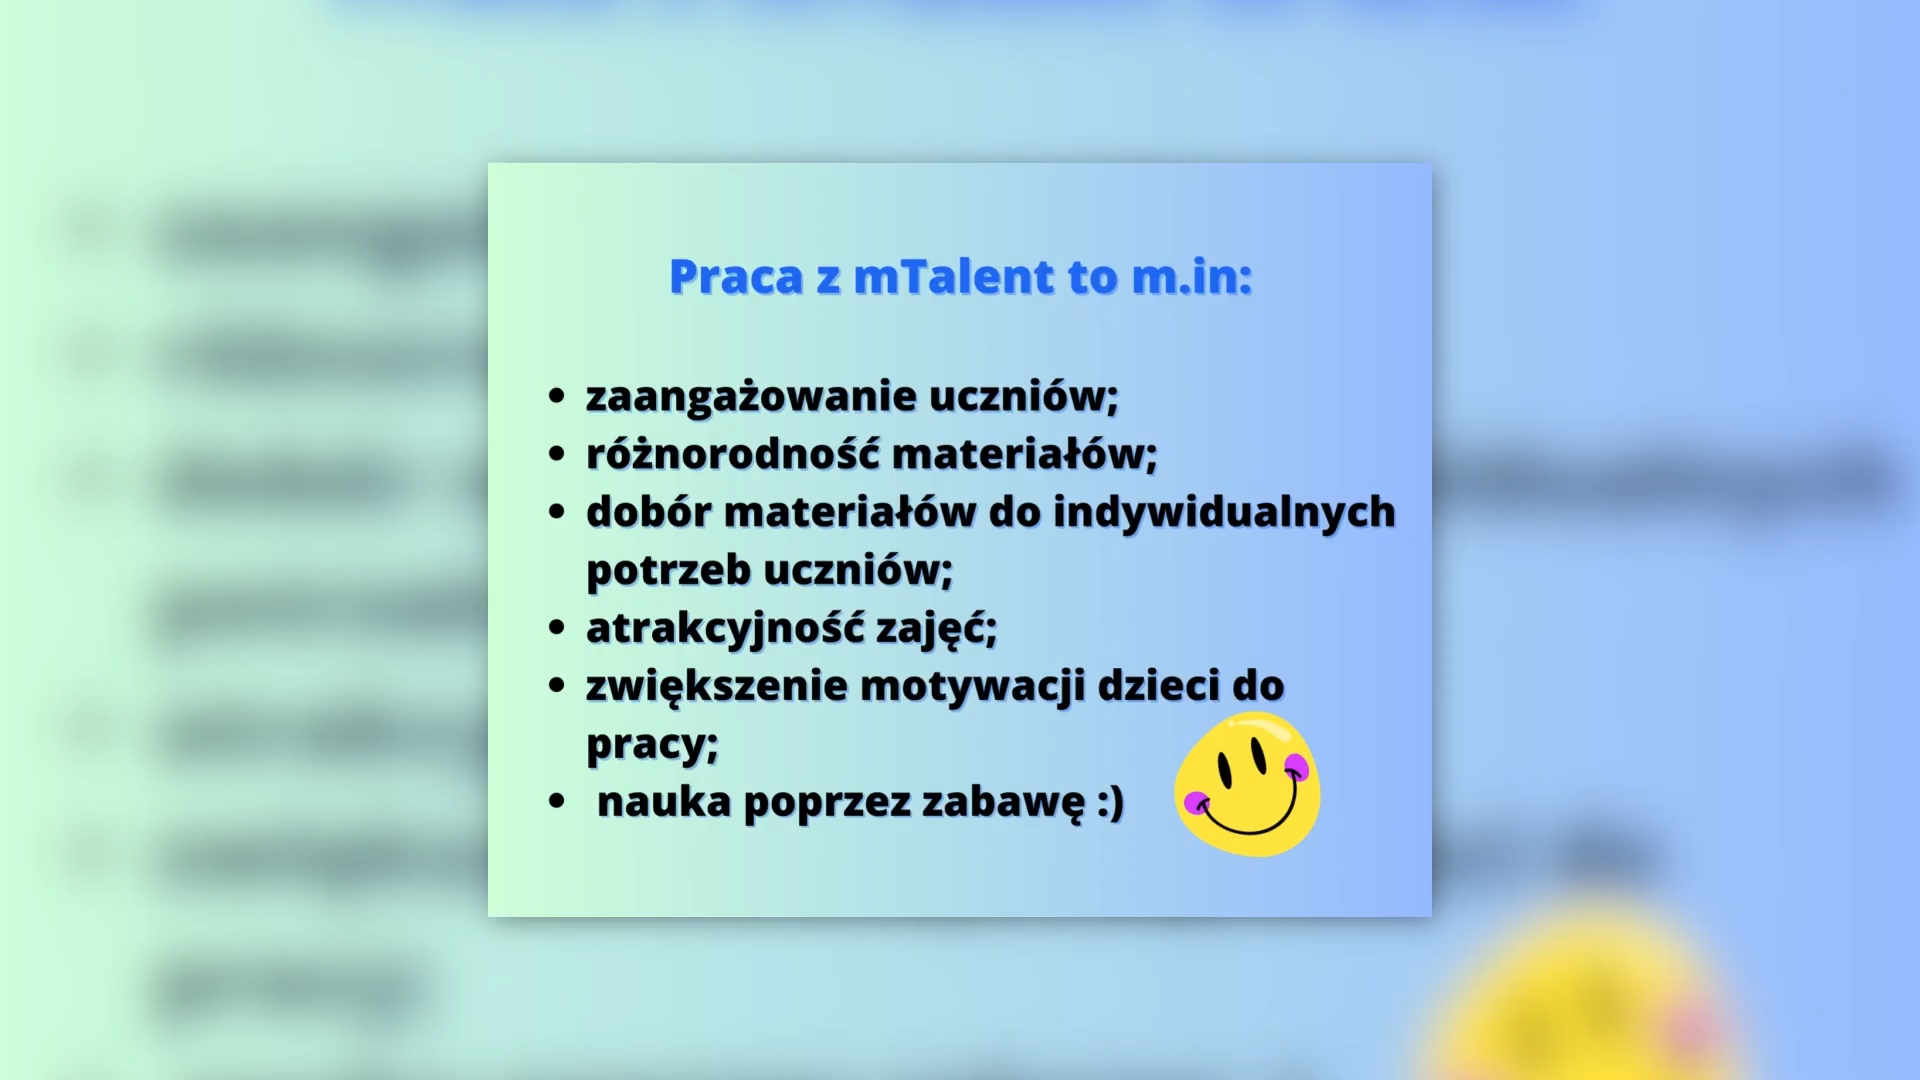 Praca z mTalent to m.in:
• zaangażowanie uczniów;
• różnorodność materiałów;
• dobór materiałów do indywidualnych
potrzeb uczniów;
• atrakcyjność zajęć;
• zwiększenie motywacji dzieci do
pracy;
• nauka poprzez zabawę :)